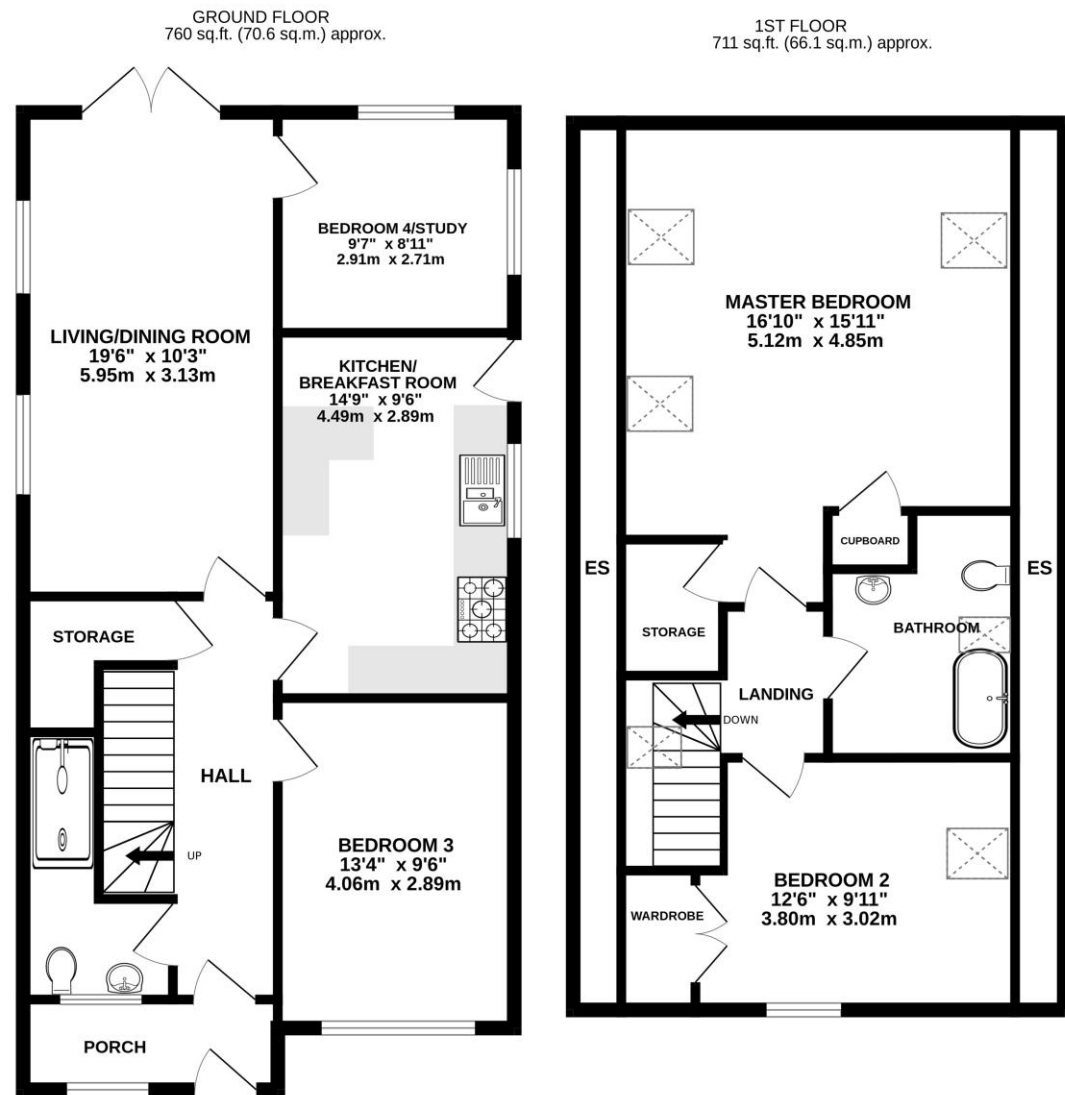 GROUND FLOOR
760 sq.ft. (70.6 sq.m.) approx.
BEDROOM 4/STUDY
9'7" x 8'11"
2.91m x 2.71m
LIVING/DINING ROOM
19'6" x 10'3"
5.95m x 3.13m
KITCHEN/
BREAKFAST ROOM
14'9" x 9'6"
4.49m x 2.89m
STORAGE
HALL
UP
BEDROOM 3
13'4" x 9'6"
4.06m x 2.89m
PORCH
1ST FLOOR
711 sq.ft. (66.1 sq.m.) approx.
MASTER BEDROOM
16'10" x 15'11"
5.12m x 4.85m
CUPBOARD
ES
ES
STORAGE
BATHROOM
LANDING
DOWN
BEDROOM 2
12'6" x 9'11"
3.80m x 3.02m
WARDROBE